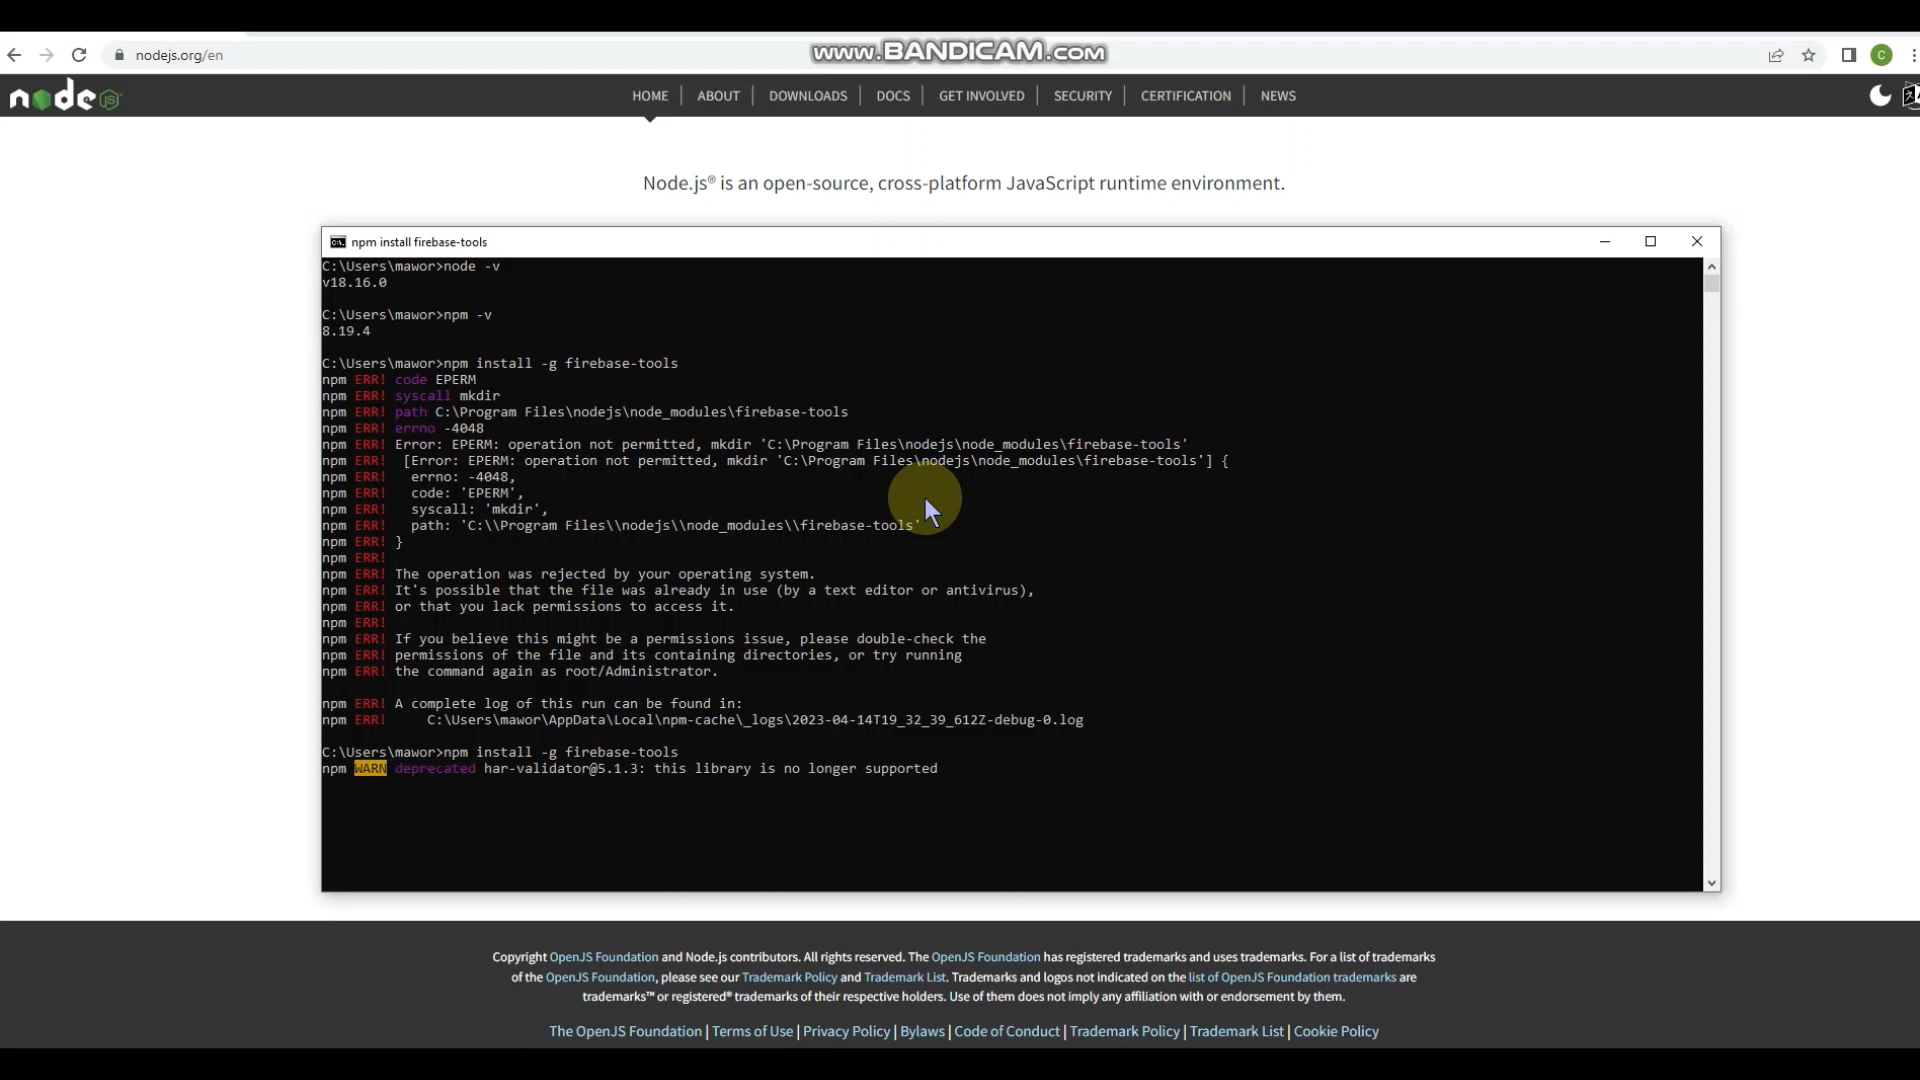 nodejs.org/en
www.BANDICAM.com
C
node JS
HOME | ABOUT | DOWNLOADS | DOCS | GET INVOLVED | SECURITY | CERTIFICATION | NEWS
Node.js® is an open-source, cross-platform JavaScript runtime environment.
npm install firebase-tools
C:\Users\mawor>node -v
v18.16.0
C:\Users\mawor>npm -v
8.19.4
C:\Users\mawor>npm install -g firebase-tools
npm ERR! code EPERM
npm ERR! syscall mkdir
npm ERR! path C:\Program Files\nodejs\node_modules\firebase-tools
npm ERR! errno -4048
npm ERR! Error: EPERM: operation not permitted, mkdir 'C:\Program Files\nodejs\node_modules\firebase-tools'
npm ERR!  [Error: EPERM: operation not permitted, mkdir 'C:\Program Files\nodejs\node_modules\firebase-tools'] {
npm ERR!   errno: -4048,
npm ERR!   code: 'EPERM',
npm ERR!   syscall: 'mkdir',
npm ERR!   path: 'C:\\Program Files\\nodejs\\node_modules\\firebase-tools'
npm ERR! }
npm ERR!
npm ERR! The operation was rejected by your operating system.
npm ERR! It's possible that the file was already in use (by a text editor or antivirus),
npm ERR! or that you lack permissions to access it.
npm ERR!
npm ERR! If you believe this might be a permissions issue, please double-check the
npm ERR! permissions of the file and its containing directories, or try running
npm ERR! the command again as root/Administrator.
npm ERR! A complete log of this run can be found in:
npm ERR!     C:\Users\mawor\AppData\Local\npm-cache\_logs\2023-04-14T19_32_39_612Z-debug-0.log
C:\Users\mawor>npm install -g firebase-tools
npm WARN deprecated har-validator@5.1.3: this library is no longer supported
Copyright OpenJS Foundation and Node.js contributors. All rights reserved. The OpenJS Foundation has registered trademarks and uses trademarks. For a list of trademarks
of the OpenJS Foundation, please see our Trademark Policy and Trademark List. Trademarks and logos not indicated on the list of OpenJS Foundation trademarks are
trademarks™ or registered® trademarks of their respective holders. Use of them does not imply any affiliation with or endorsement by them.
The OpenJS Foundation | Terms of Use | Privacy Policy | Bylaws | Code of Conduct | Trademark Policy | Trademark List | Cookie Policy